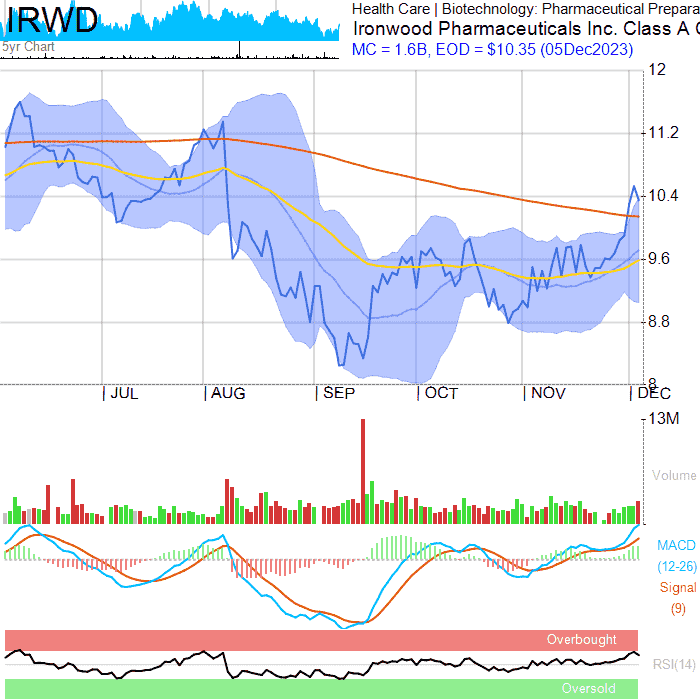 IRWD
5yr Chart
Health Care | Biotechnology: Pharmaceutical Prepara
Ironwood Pharmaceuticals Inc. Class A
MC = 1.6B, EOD = $10.35 (05Dec2023)
12
11.2
10.4
9.6
8.8
8
JUL
AUG
SEP
OCT
NOV
DEC
13M
Volume
MACD
(12-26)
Signal
(9)
Overbought
RSI(14)
Oversold